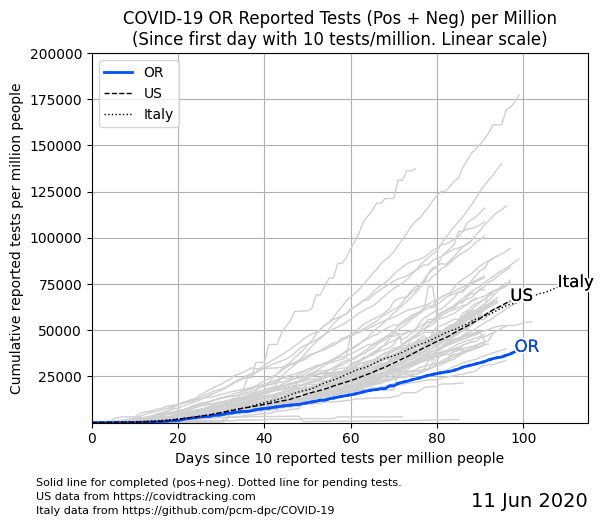 COVID-19 OR Reported Tests (Pos + Neg) per Million
(Since first day with 10 tests/million. Linear scale)
Cumulative reported tests per million people
200000
175000
150000
125000
100000
75000
50000
25000
OR
US
Italy
Italy
US
OR
0
20
40
60
80
100
Days since 10 reported tests per million people
Solid line for completed (pos+neg). Dotted line for pending tests.
US data from https://covidtracking.com
Italy data from https://github.com/pcm-dpc/COVID-19
11 Jun 2020